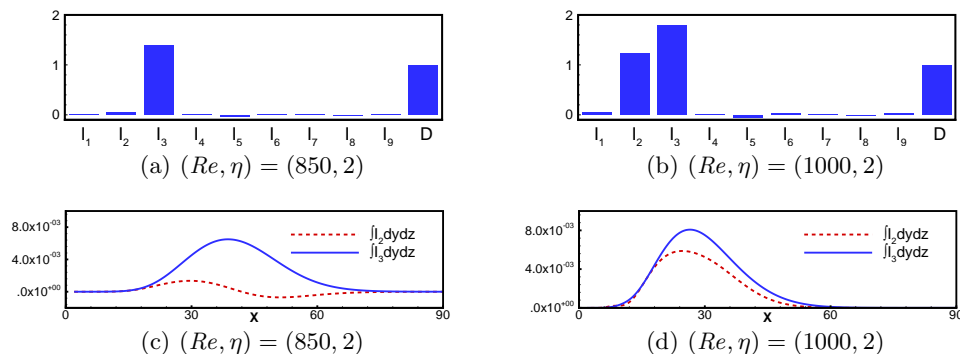 2
1
0
I1 I2 I3 I4 I5 I6 I7 I8 I9 D
(a) (Re, η) = (850, 2)
2
1
0
I1 I2 I3 I4 I5 I6 I7 I8 I9 D
(b) (Re, η) = (1000, 2)
8.0x10-03
4.0x10-03
.0x10+00
∫I2dydz
∫I3dydz
0 30 60 90
x
(c) (Re, η) = (850, 2)
8.0x10-03
4.0x10-03
.0x10+00
∫I2dydz
∫I3dydz
0 30 60 90
x
(d) (Re, η) = (1000, 2)